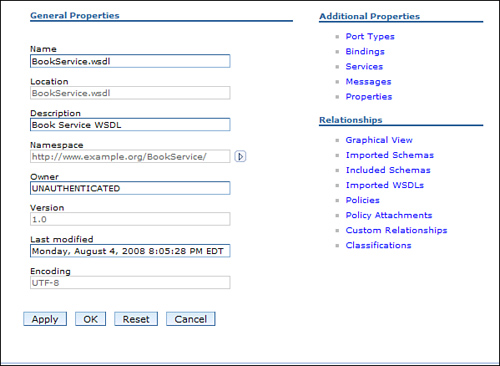 General Properties
Name
BookService.wsdl
Location
BookService.wsdl
Description
Book Service WSDL
Namespace
http://www.example.org/BookService/
Owner
UNAUTHENTICATED
Version
1.0
Last modified
Monday, August 4, 2008 8:05:28 PM EDT
Encoding
UTF-8
Apply OK Reset Cancel
Additional Properties
Port Types
Bindings
Services
Messages
Properties
Relationships
Graphical View
Imported Schemas
Included Schemas
Imported WSDLs
Policies
Policy Attachments
Custom Relationships
Classifications